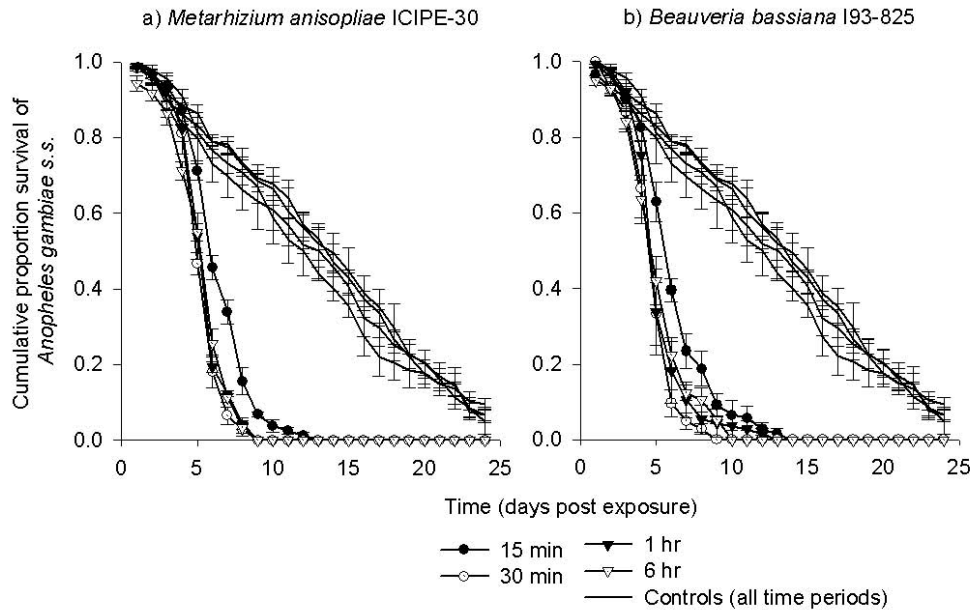 a) Metarhizium anisopliae ICIPE-30
b) Beauveria bassiana I93-825
Cumulative proportion survival of
Anopheles gambiae s.s.
1.0
0.8
0.6
0.4
0.2
0.0
0 5 10 15 20 25
1.0
0.8
0.6
0.4
0.2
0.0
0 5 10 15 20 25
Time (days post exposure)
15 min
30 min
1 hr
6 hr
Controls (all time periods)